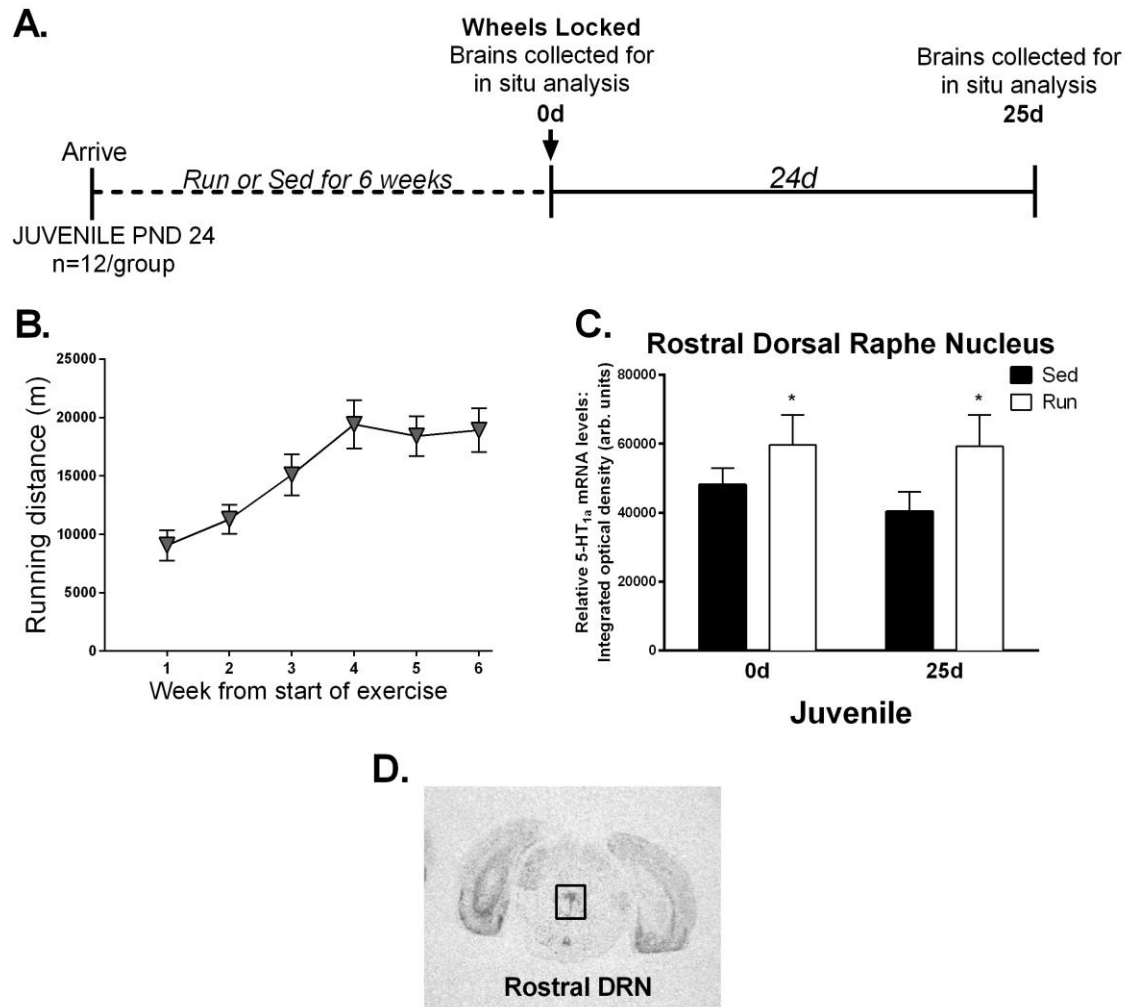 A.
Wheels Locked
Brains collected for
in situ analysis
0d
Brains collected for
in situ analysis
25d
Arrive
Run or Sed for 6 weeks
24d
JUVENILE PND 24
n=12/group
B.
Running distance (m)
25000
20000
15000
10000
5000
0
1 2 3 4 5 6
Week from start of exercise
C.
Rostral Dorsal Raphe Nucleus
Sed
Run
Relative 5-HT1a mRNA levels:
Integrated optical density (arb. units)
80000
60000
40000
20000
0
* *
0d 25d
Juvenile
D.
Rostral DRN